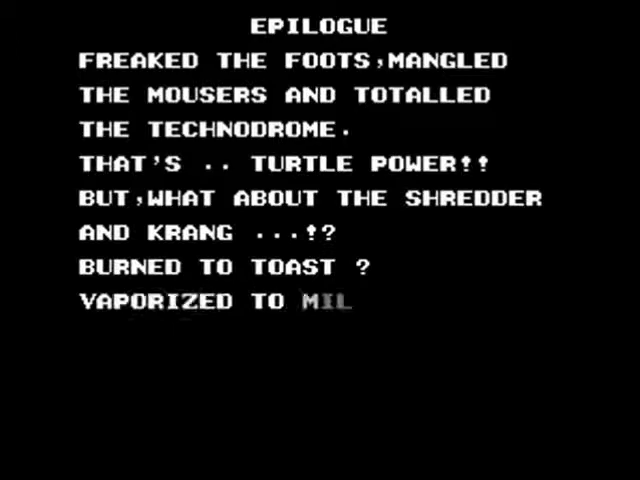 EPILOGUE
FREAKED THE FOOTS,MANGLED
THE MOUSERS AND TOTALLED
THE TECHNODROME.
THAT'S .. TURTLE POWER!!
BUT,WHAT ABOUT THE SHREDDER
AND KRANG ...!?
BURNED TO TOAST ?
VAPORIZED TO MIL